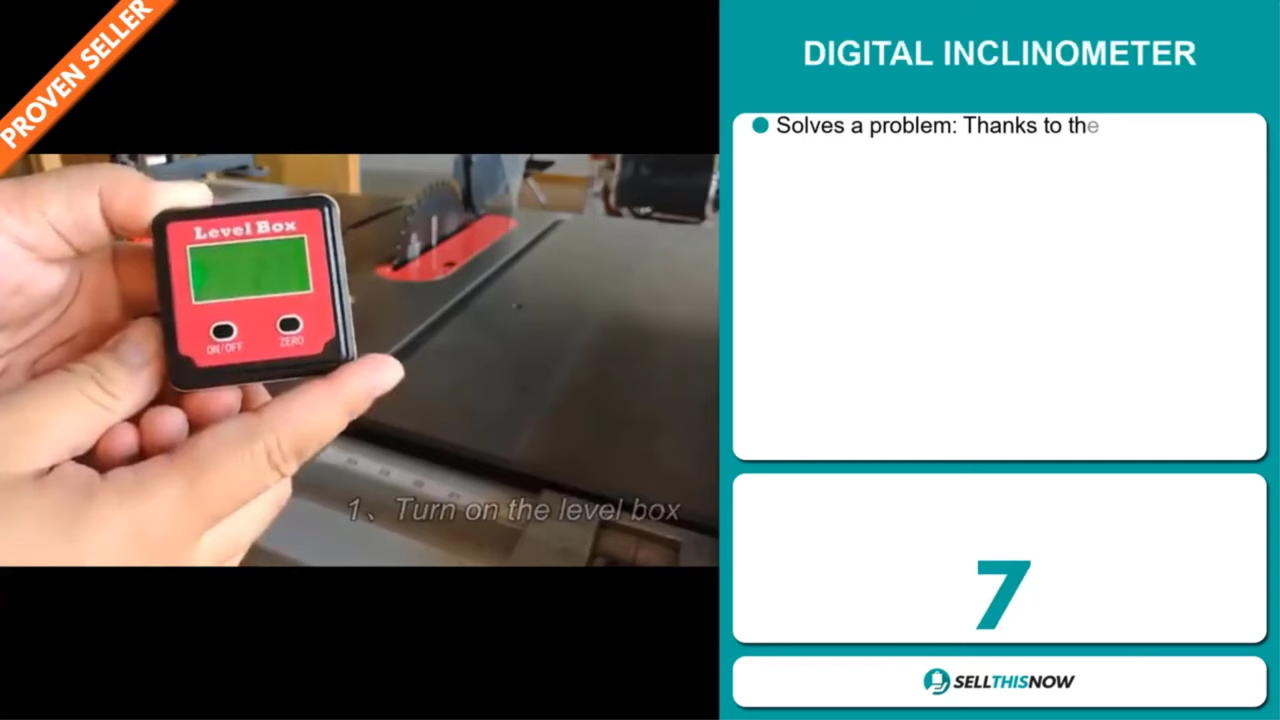 PROVEN SELLER
DIGITAL INCLINOMETER
Solves a problem: Thanks to the
Level Box
ON/OFF
ZERO
1、 Turn on the level box
7
SELLTHISNOW